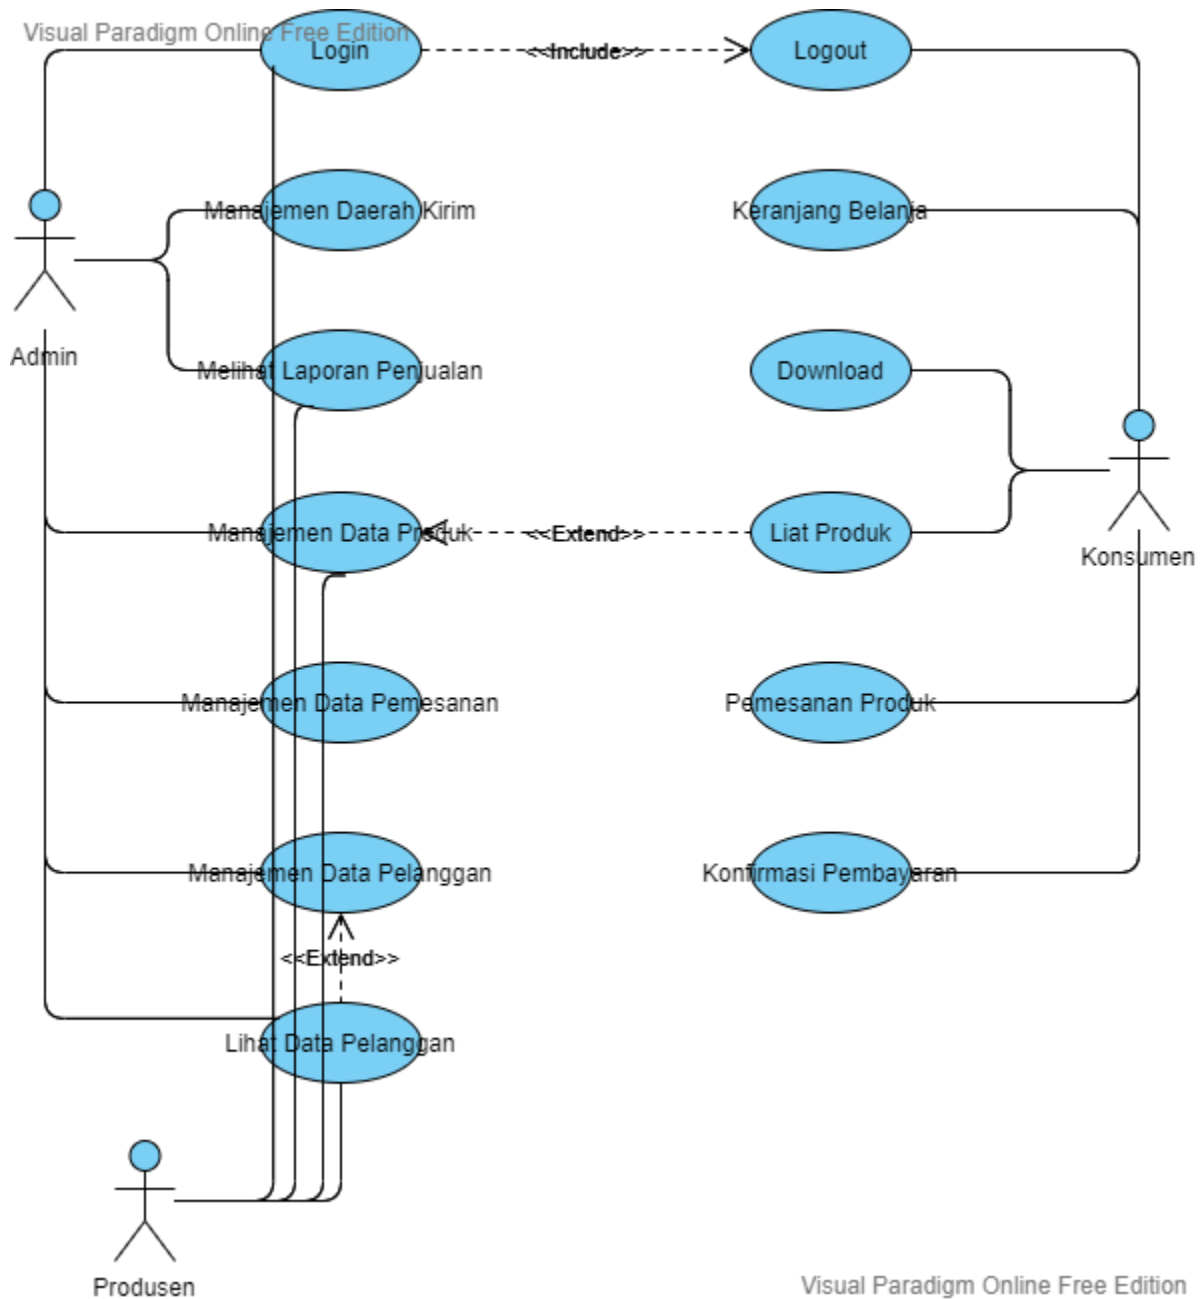 Visual Paradigm Online Free Edition
Login
<<Include>>
Logout
Manajemen Daerah Kirim
Keranjang Belanja
Admin
Melihat Laporan Penjualan
Download
Manajemen Data Produk
<<Extend>>
Liat Produk
Konsumen
Manajemen Data Pemesanan
Pemesanan Produk
Manajemen Data Pelanggan
Konfirmasi Pembayaran
<<Extend>>
Lihat Data Pelanggan
Produsen
Visual Paradigm Online Free Edition